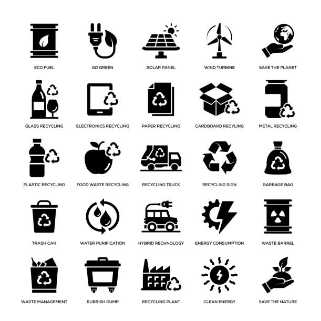 ECO FUEL
GO GREEN
SOLAR PANEL
WIND TURBINE
SAVE THE PLANET
GLASS RECYCLING
ELECTRONICS RECYCLING
PAPER RECYCLING
CARDBOARD RECYLING
METAL RECYCLING
PLASTIC RECYCLING
FOOD WASTE RECYCLING
RECYCLING TRUCK
RECYCLING SIGN
GARBAGE BAG
TRASH CAN
WATER PURIFICATION
HYBRID TECHNOLOGY
ENERGY CONSUMPTION
WASTE BARREL
WASTE MANAGEMENT
RUBBISH DUMP
RECYCLING PLANT
CLEAN ENERGY
SAVE THE NATURE